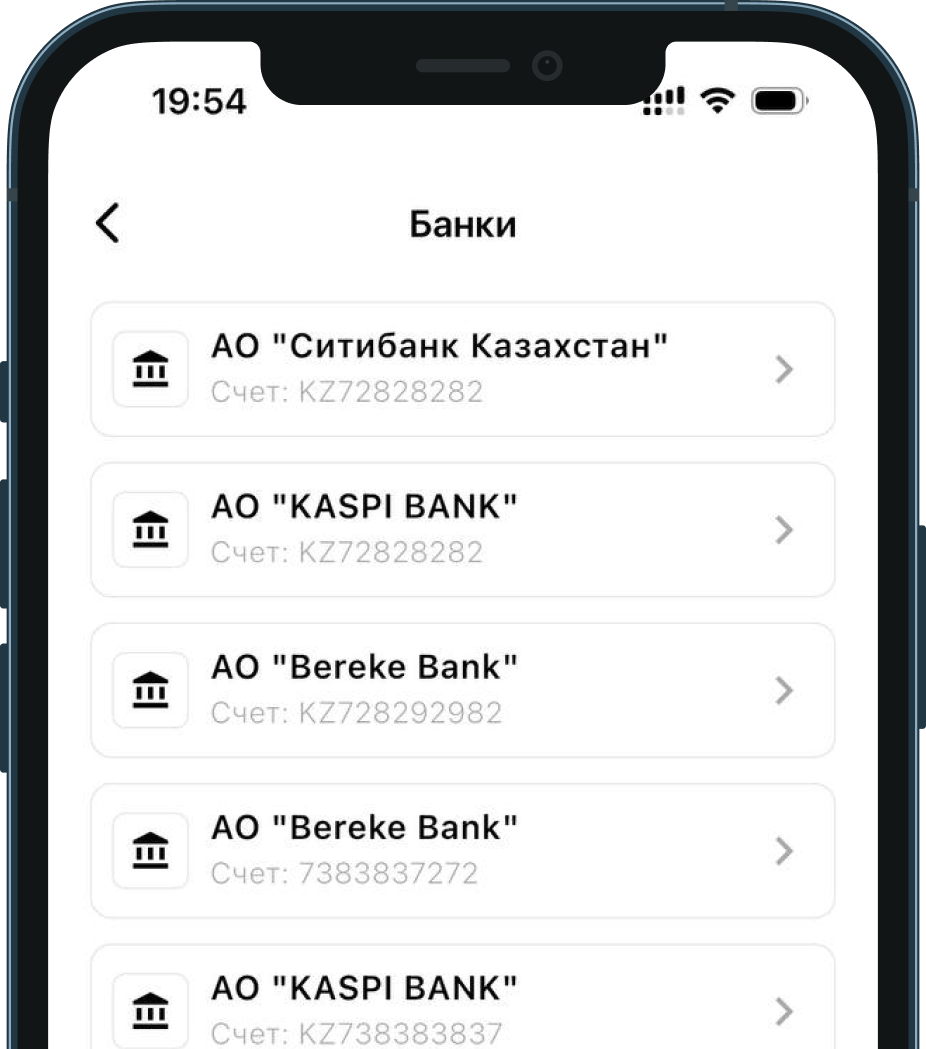 19:54
Банки
АО "Ситибанк Казахстан"
Счет: KZ72828282
АО "KASPI BANK"
Счет: KZ72828282
АО "Bereke Bank"
Счет: KZ728292982
АО "Bereke Bank"
Счет: 7383837272
АО "KASPI BANK"
Счет: KZ738383837